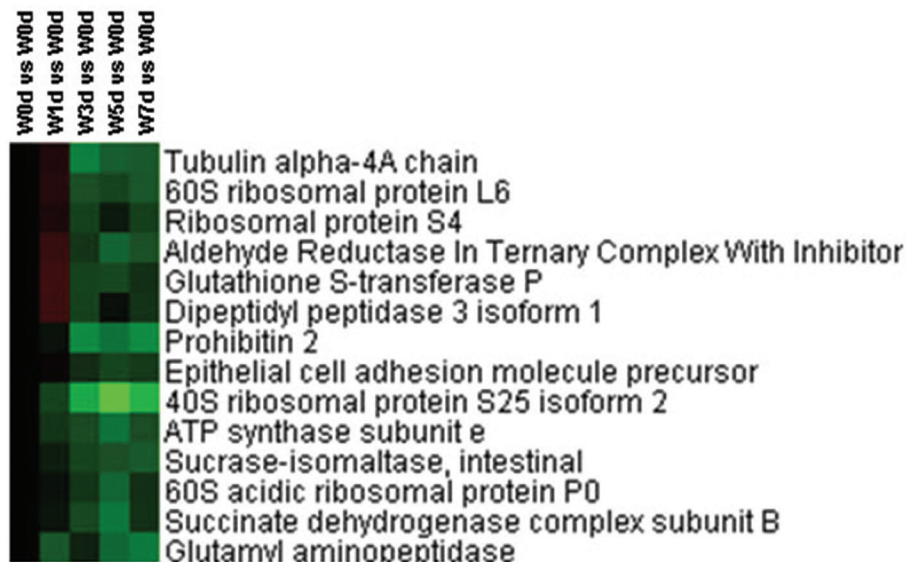 W0d vs W0d
W1d vs W0d
W3d vs W0d
W5d vs W0d
W7d vs W0d
Tubulin alpha-4A chain
60S ribosomal protein L6
Ribosomal protein S4
Aldehyde Reductase In Ternary Complex With Inhibitor
Glutathione S-transferase P
Dipeptidyl peptidase 3 isoform 1
Prohibitin 2
Epithelial cell adhesion molecule precursor
40S ribosomal protein S25 isoform 2
ATP synthase subunit e
Sucrase-isomaltase, intestinal
60S acidic ribosomal protein P0
Succinate dehydrogenase complex subunit B
Glutamyl aminopeptidase